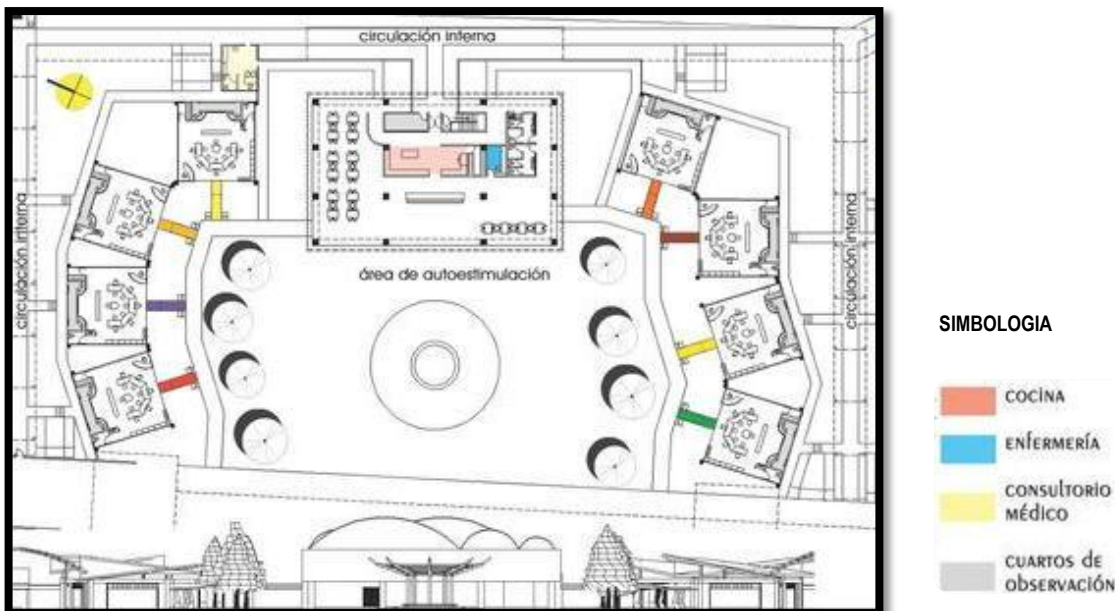 circulación interna
circulación interna
área de autoestimulación
circulación interna
SIMBOLOGIA
COCINA
ENFERMERÍA
CONSULTORIO
MÉDICO
CUARTOS DE
OBSERVACIÓN